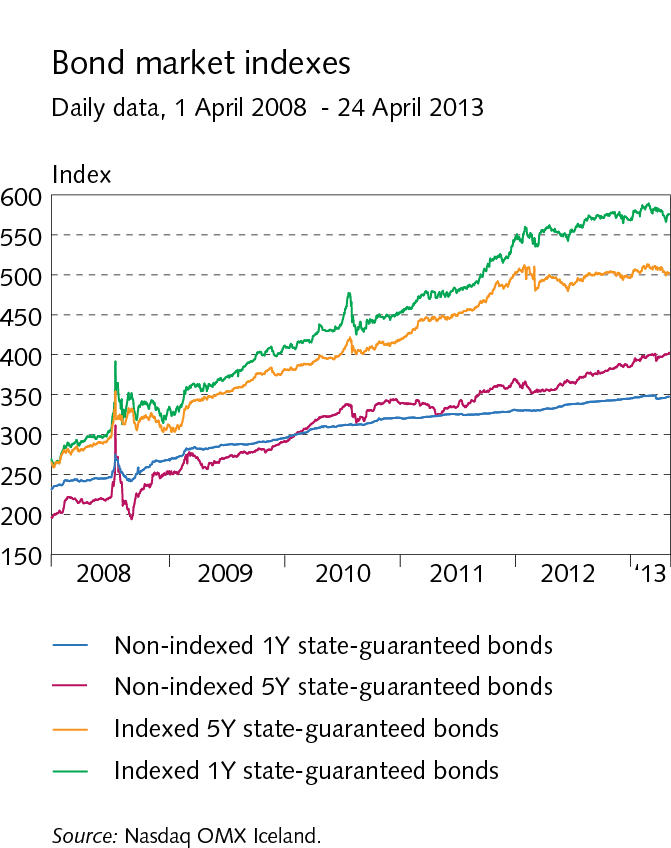 Bond market indexes
Daily data, 1 April 2008  - 24 April 2013
Index
600
550
500
450
400
350
300
250
200
150
2008 2009 2010 2011 2012 ‘13
Non-indexed 1Y state-guaranteed bonds
Non-indexed 5Y state-guaranteed bonds
Indexed 5Y state-guaranteed bonds
Indexed 1Y state-guaranteed bonds
Source: Nasdaq OMX Iceland.